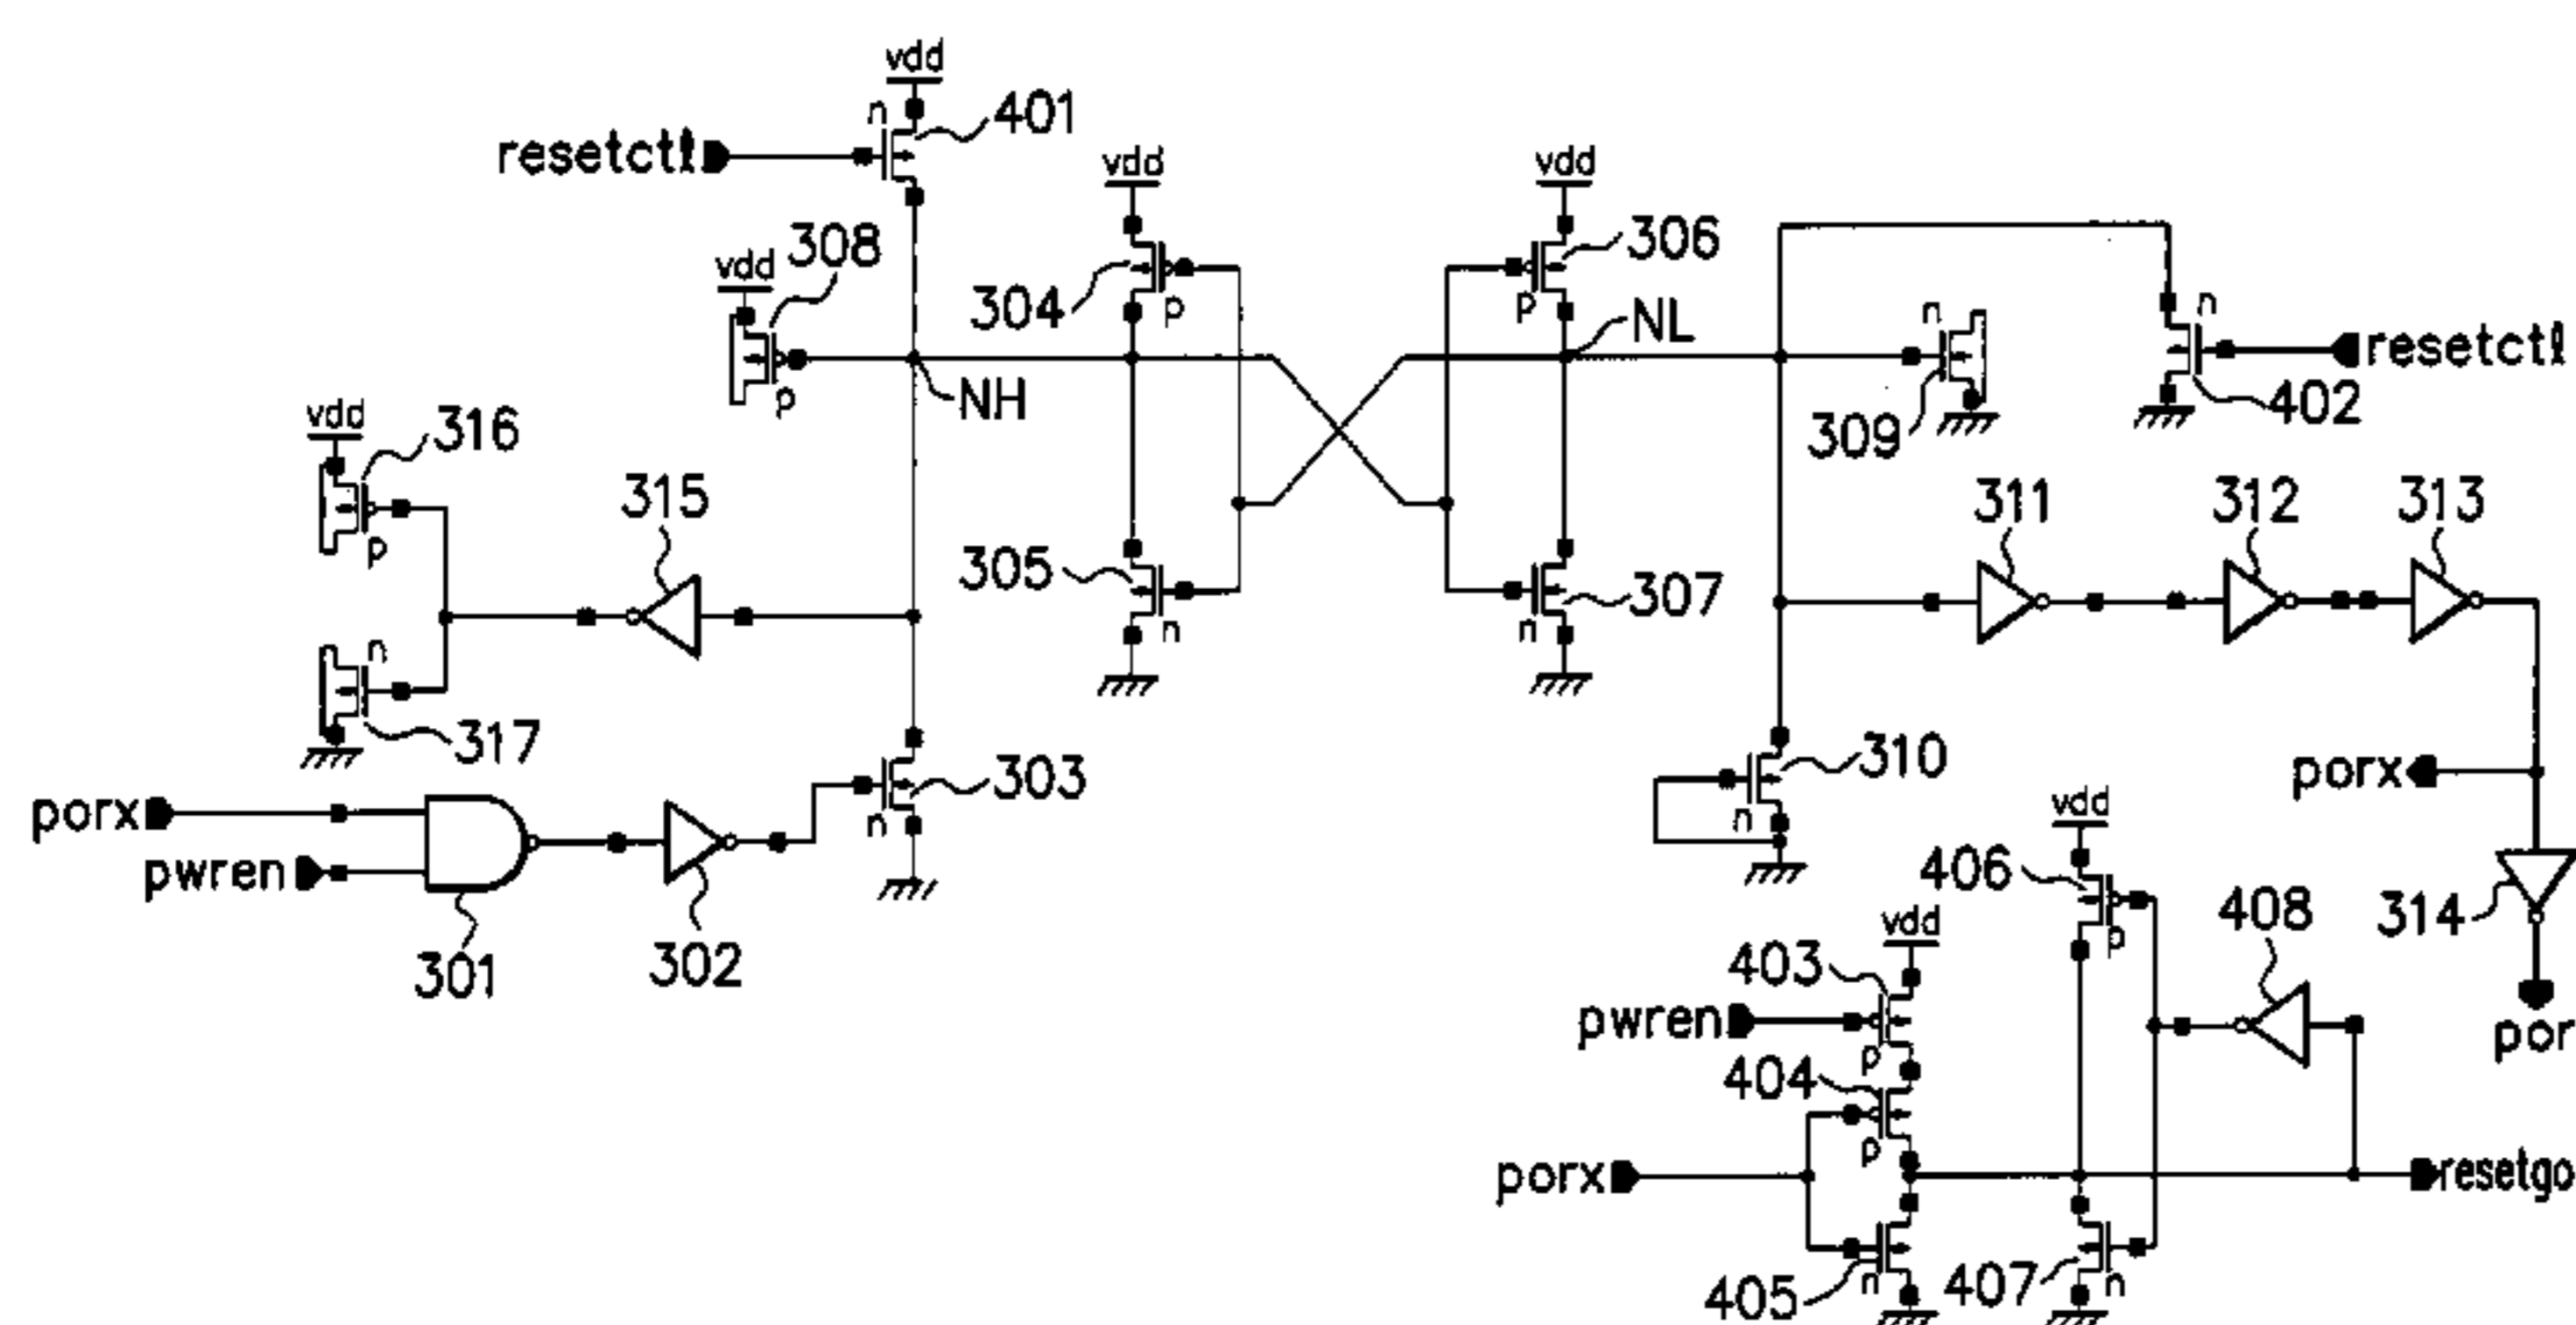 vdd
n
401
resetctl
vdd
308
p
vdd
304
p
NH
vdd
306
p
NL
n
309
n
402
resetctl
vdd
316
p
315
n
317
305
n
307
n
311
312
313
porx
pwren
301
302
303
n
310
n
porx
314
por
vdd
406
p
408
vdd
403
pwren
p
404
p
porx
resetgo
405
n
407
n